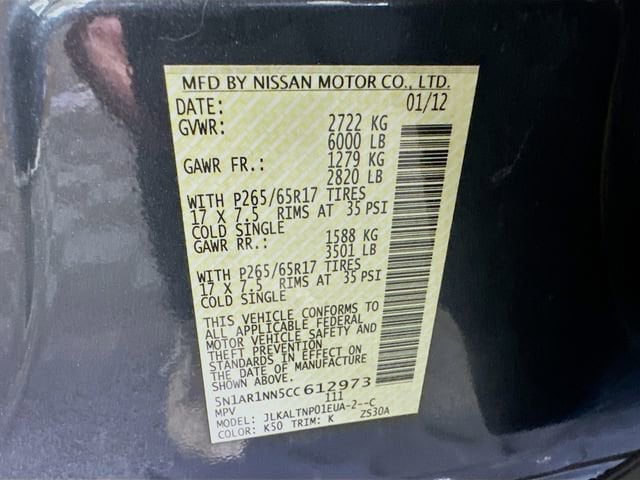 MFD BY NISSAN MOTOR CO., LTD.
DATE: 01/12
GVWR: 2722 KG
6000 LB
GAWR FR.: 1279 KG
2820 LB
WITH P265/65R17 TIRES
17 X 7.5 RIMS AT 35 PSI
COLD SINGLE
GAWR RR.: 1588 KG
3501 LB
WITH P265/65R17 TIRES
17 X 7.5 RIMS AT 35 PSI
COLD SINGLE
THIS VEHICLE CONFORMS TO
ALL APPLICABLE FEDERAL
MOTOR VEHICLE SAFETY AND
THEFT PREVENTION
STANDARDS IN EFFECT ON
THE DATE OF MANUFACTURE
SHOWN ABOVE.
5N1AR1NN5CC612973
MPV I11
MODEL: JLKALTNP01EUA-2--C
COLOR: K50 TRIM: K ZS30A